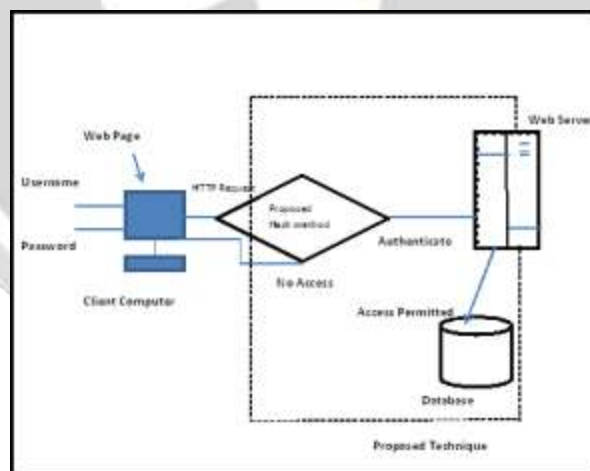 Web Server
Web Page
Username
HTTP Request
Proposed
Hash method
Password
Authenticate
No Access
Client Computer
Access Permitted
Database
Proposed Technique